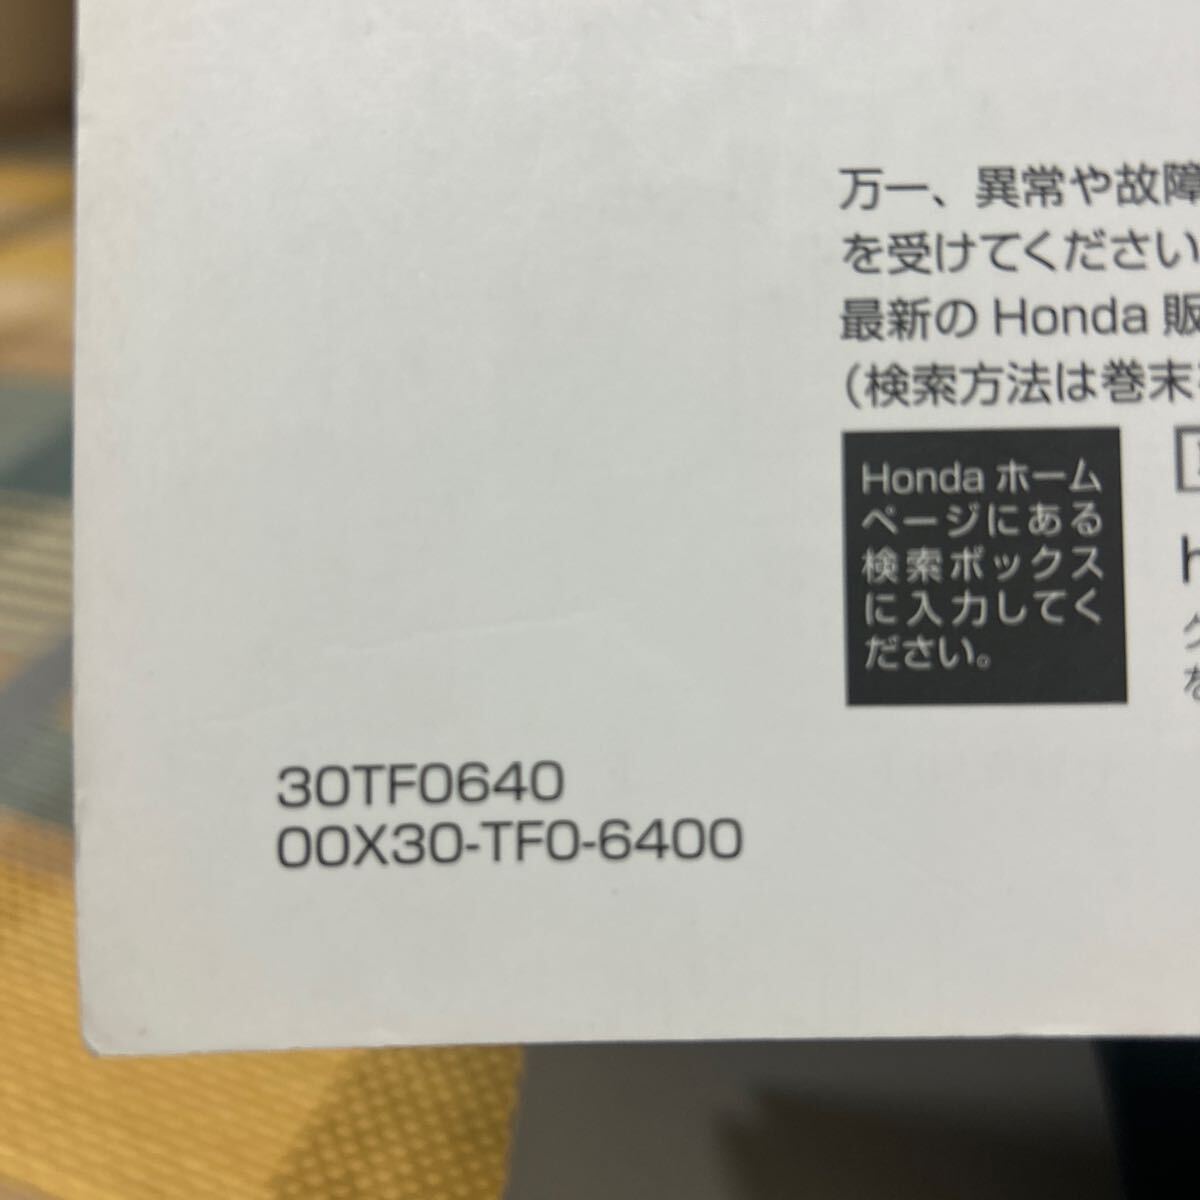 万一、異常や故障
を受けてください
最新の Honda 販
（検索方法は巻末
Honda ホーム
ページにある
検索ボックス
に入力してく
ださい。
を
30TF0640
00X30-TF0-6400